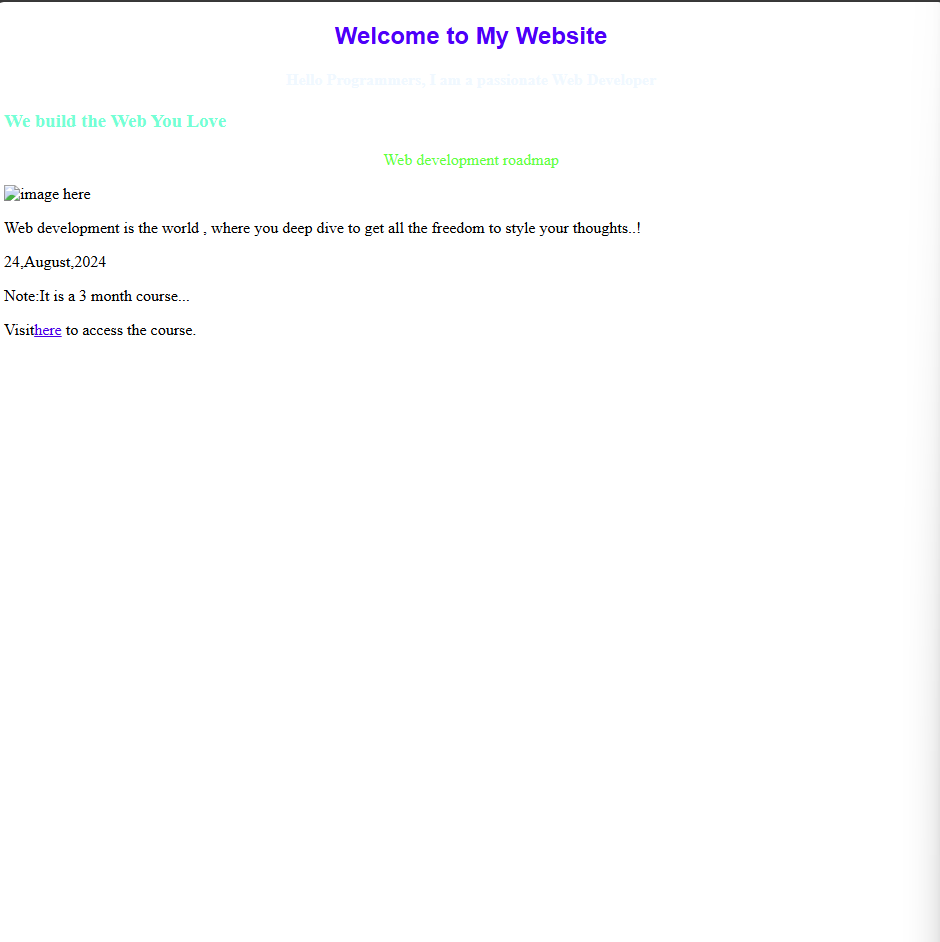 Welcome to My Website
Hello Programmers, I am a passionate Web Developer
We build the Web You Love
Web development roadmap
image here
Web development is the world , where you deep dive to get all the freedom to style your thoughts..!
24,August,2024
Note:It is a 3 month course...
Visithere to access the course.